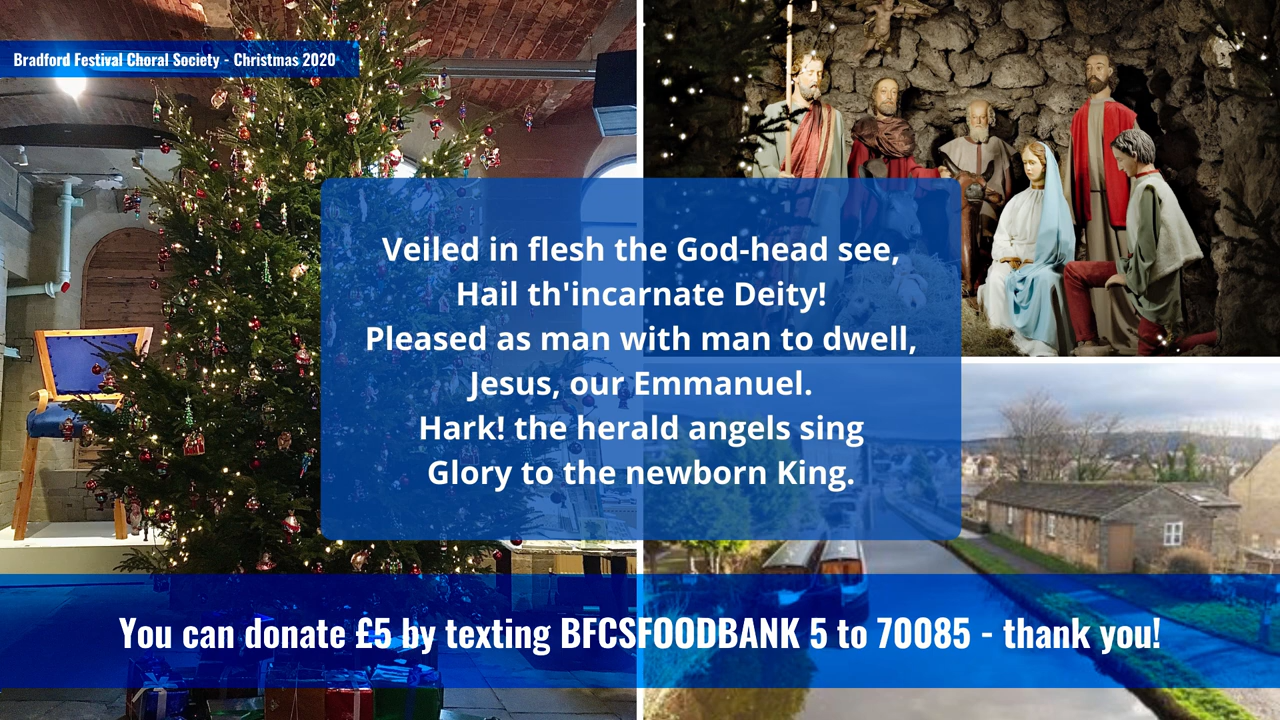 Bradford Festival Choral Society - Christmas 2020
Veiled in flesh the God-head see,
Hail th'incarnate Deity!
Pleased as man with man to dwell,
Jesus, our Emmanuel.
Hark! the herald angels sing
Glory to the newborn King.
You can donate £5 by texting BFCSFOODBANK 5 to 70085 - thank you!